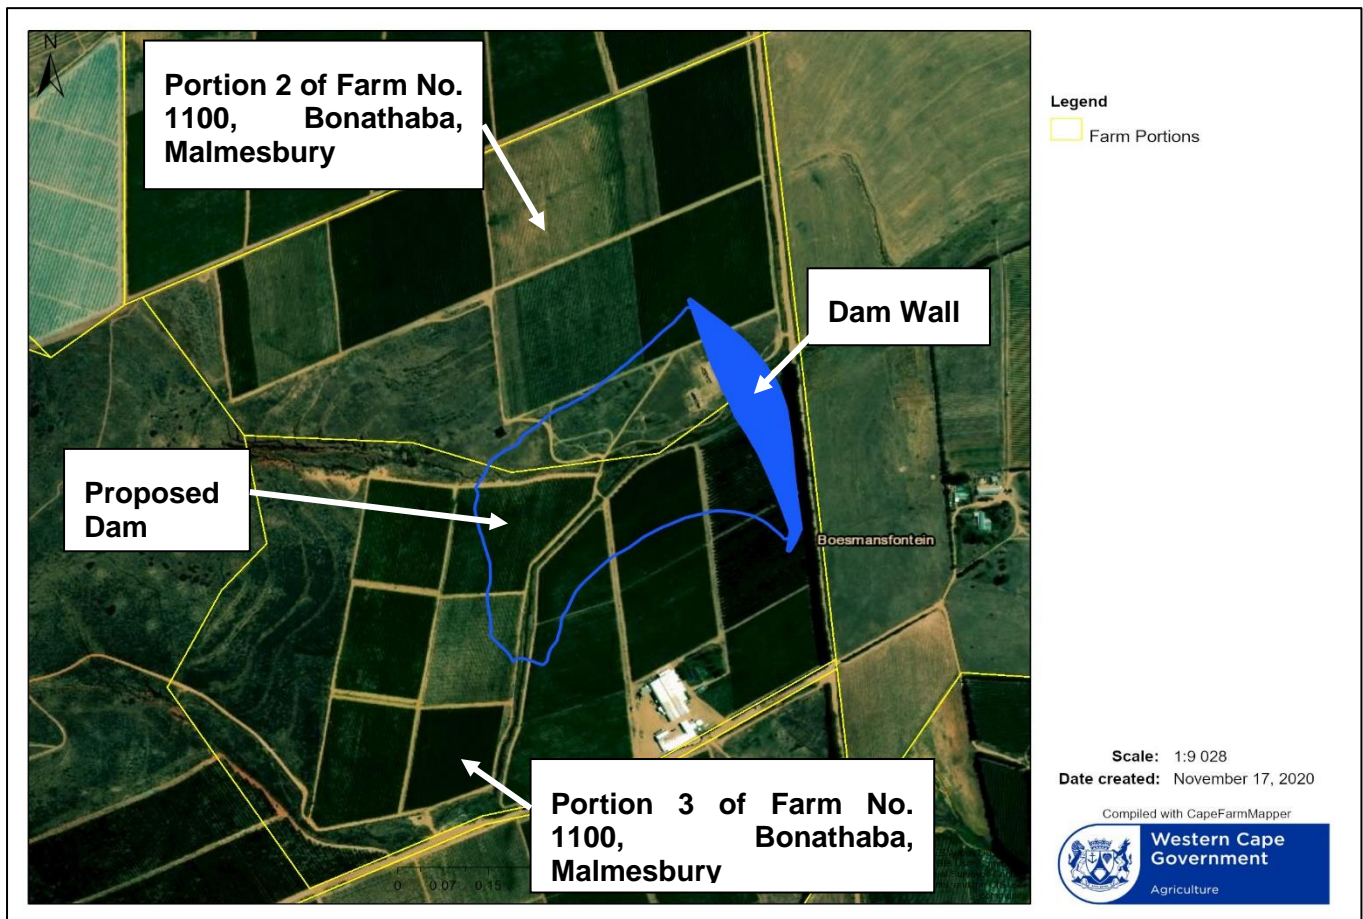 N
Portion 2 of Farm No.
1100, Bonathaba,
Malmesbury
Legend
Farm Portions
Dam Wall
Proposed
Dam
Boesmansfontein
Portion 3 of Farm No.
1100, Bonathaba,
Malmesbury
0 0.07 0.15
Scale: 1:9 028
Date created: November 17, 2020
Compiled with CapeFarmMapper
Western Cape
Government
Agriculture